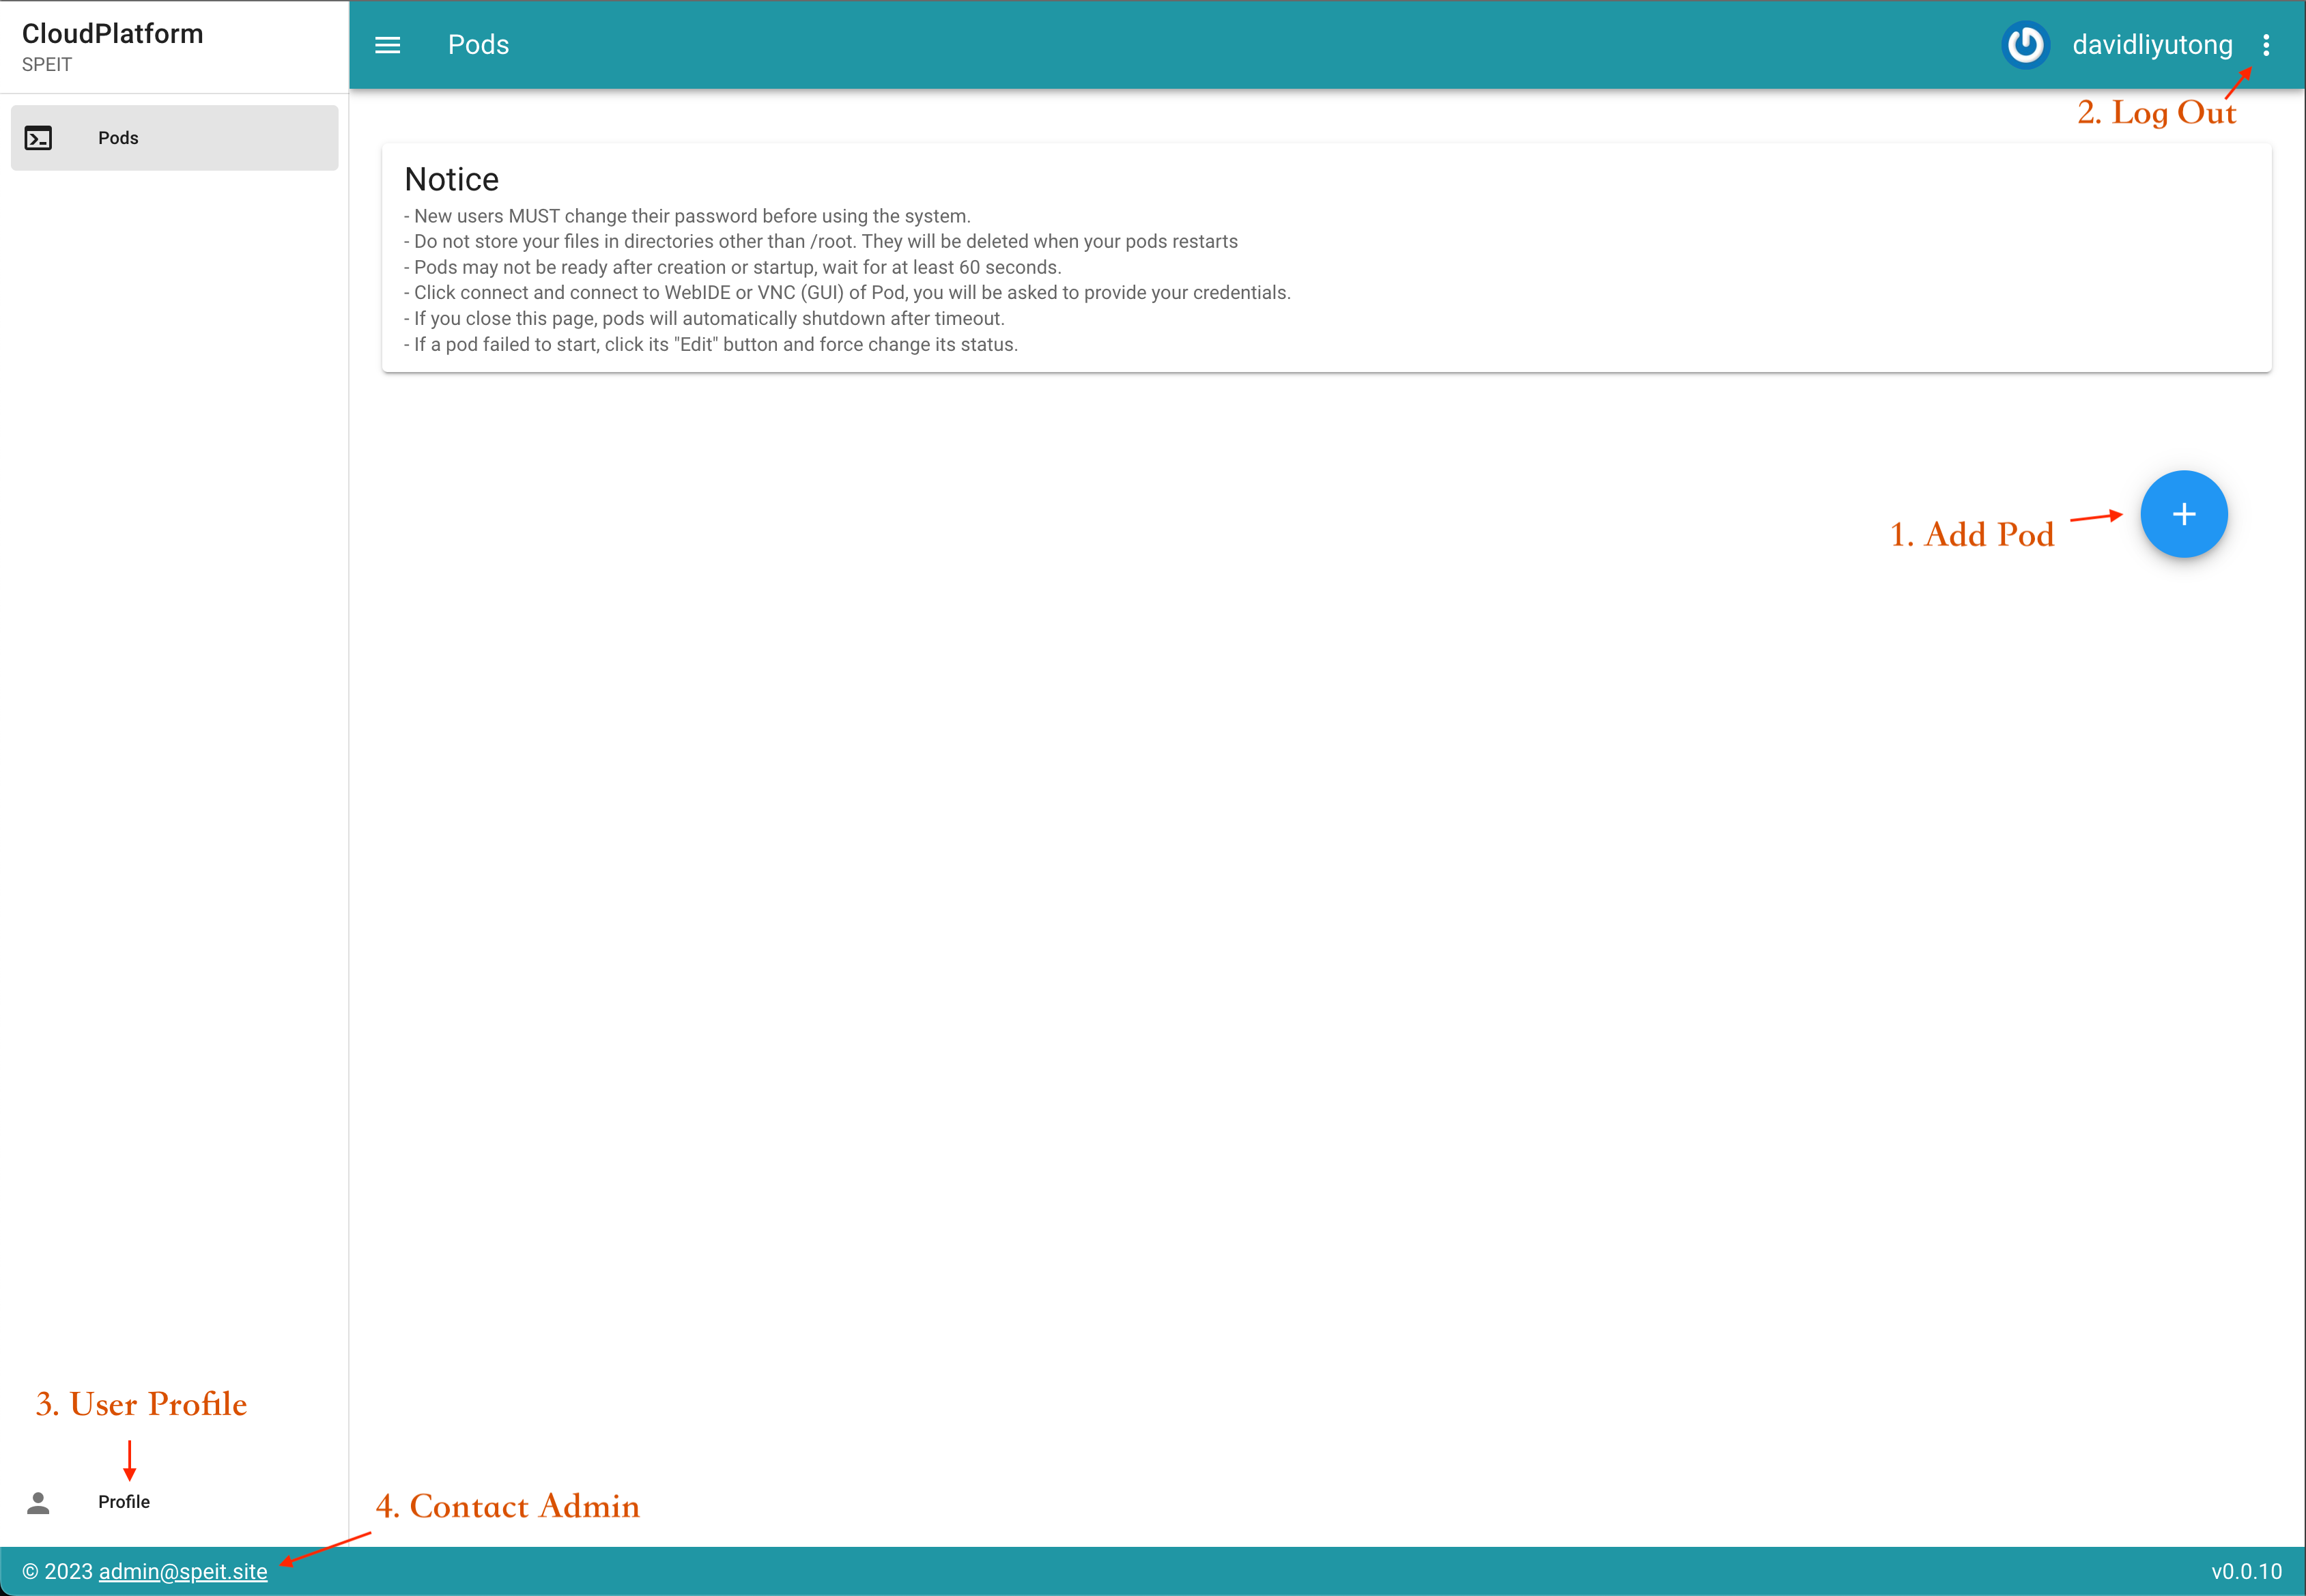 CloudPlatform
SPEIT
Pods
Pods
davidliyutong
2. Log Out
Notice
- New users MUST change their password before using the system.
- Do not store your files in directories other than /root. They will be deleted when your pods restarts
- Pods may not be ready after creation or startup, wait for at least 60 seconds.
- Click connect and connect to WebIDE or VNC (GUI) of Pod, you will be asked to provide your credentials.
- If you close this page, pods will automatically shutdown after timeout.
- If a pod failed to start, click its "Edit" button and force change its status.
1. Add Pod
3. User Profile
Profile
4. Contact Admin
© 2023 admin@speit.site
v0.0.10